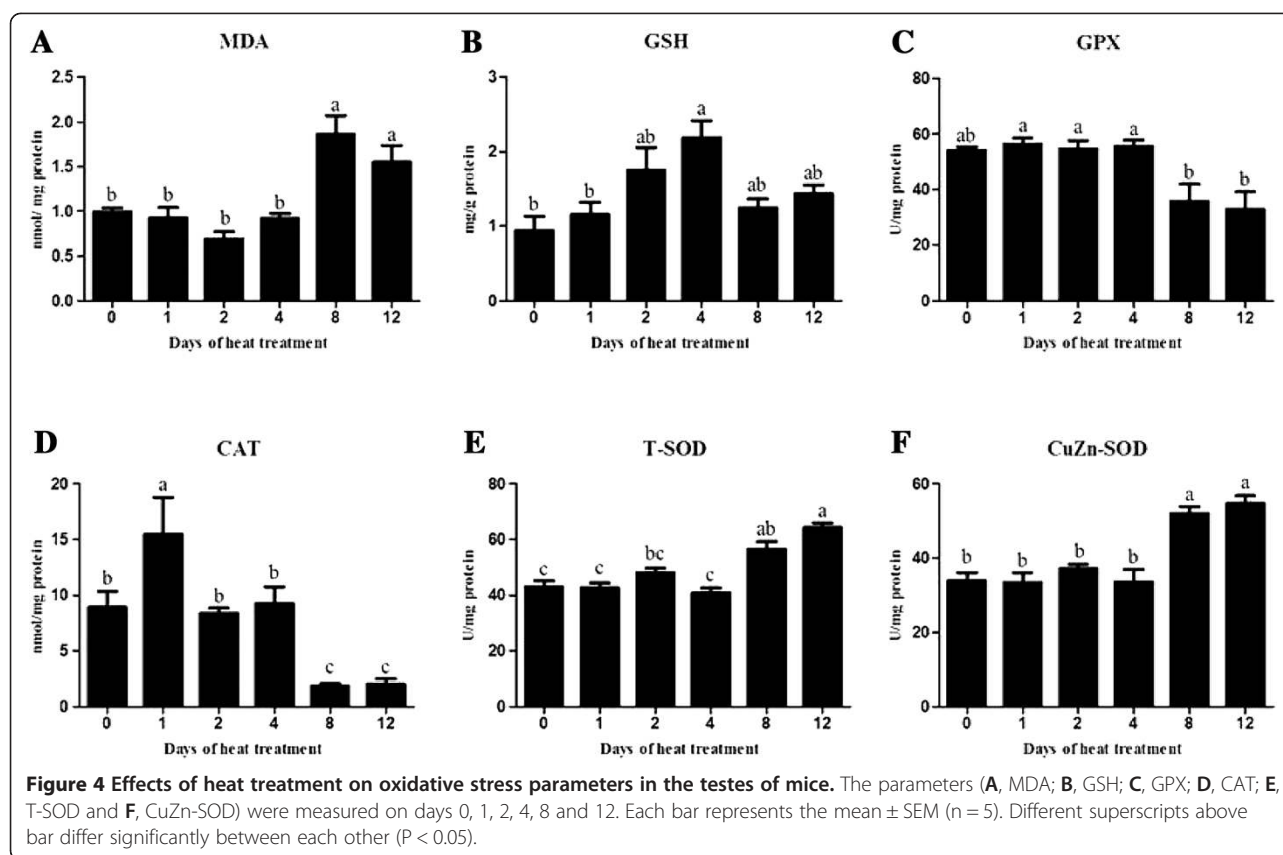 A MDA
nmol/ mg protein
2.5
2.0
1.5
1.0
0.5
0.0
b b b b a a
0 1 2 4 8 12
Days of heat treatment
B GSH
mg/g protein
3
2
1
0
b b ab a ab ab
0 1 2 4 8 12
Days of heat treatment
C GPX
U/mg protein
80
60
40
20
0
ab a a a b b
0 1 2 4 8 12
Days of heat treatment
D CAT
nmol/mg protein
20
15
10
5
0
b a b b c c
0 1 2 4 8 12
Days of heat treatment
E T-SOD
U/mg protein
80
60
40
20
0
c c bc c ab a
0 1 2 4 8 12
Days of heat treatment
F CuZn-SOD
U/mg protein
60
40
20
0
b b b b a a
0 1 2 4 8 12
Days of heat treatment
Figure 4 Effects of heat treatment on oxidative stress parameters in the testes of mice. The parameters (A, MDA; B, GSH; C, GPX; D, CAT; E,
T-SOD and F, CuZn-SOD) were measured on days 0, 1, 2, 4, 8 and 12. Each bar represents the mean ± SEM (n = 5). Different superscripts above
bar differ significantly between each other (P < 0.05).